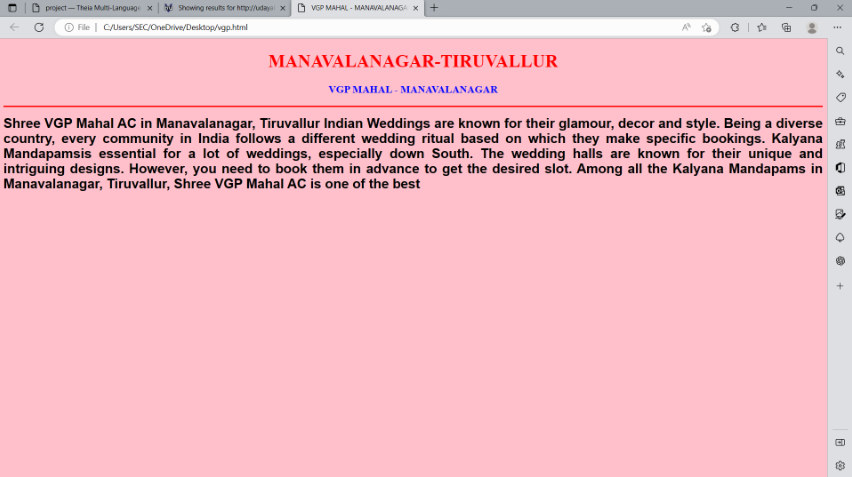 project — Theia Multi-Language
Showing results for http://uday
VGP MAHAL - MANAVALANAGA
File
C:/Users/SEC/OneDrive/Desktop/vgp.html
MANAVALANAGAR-TIRUVALLUR
VGP MAHAL - MANAVALANAGAR
Shree VGP Mahal AC in Manavalanagar, Tiruvallur Indian Weddings are known for their glamour, decor and style. Being a diverse
country, every community in India follows a different wedding ritual based on which they make specific bookings. Kalyana
Mandapamsis essential for a lot of weddings, especially down South. The wedding halls are known for their unique and
intriguing designs. However, you need to book them in advance to get the desired slot. Among all the Kalyana Mandapams in
Manavalanagar, Tiruvallur, Shree VGP Mahal AC is one of the best